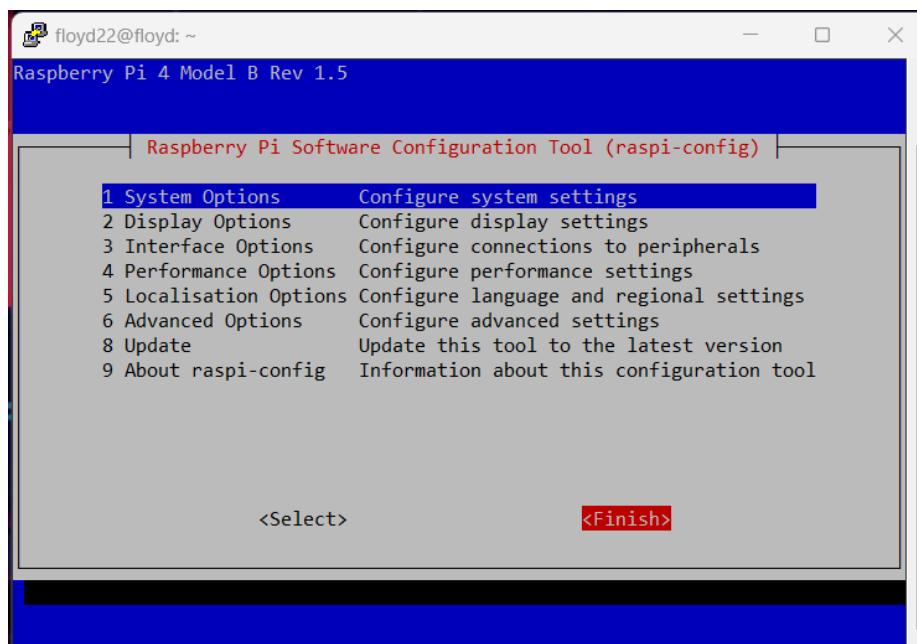 floyd22@floyd: ~
Raspberry Pi 4 Model B Rev 1.5
Raspberry Pi Software Configuration Tool (raspi-config)
1 System Options Configure system settings
2 Display Options Configure display settings
3 Interface Options Configure connections to peripherals
4 Performance Options Configure performance settings
5 Localisation Options Configure language and regional settings
6 Advanced Options Configure advanced settings
8 Update Update this tool to the latest version
9 About raspi-config Information about this configuration tool
<Select> <Finish>